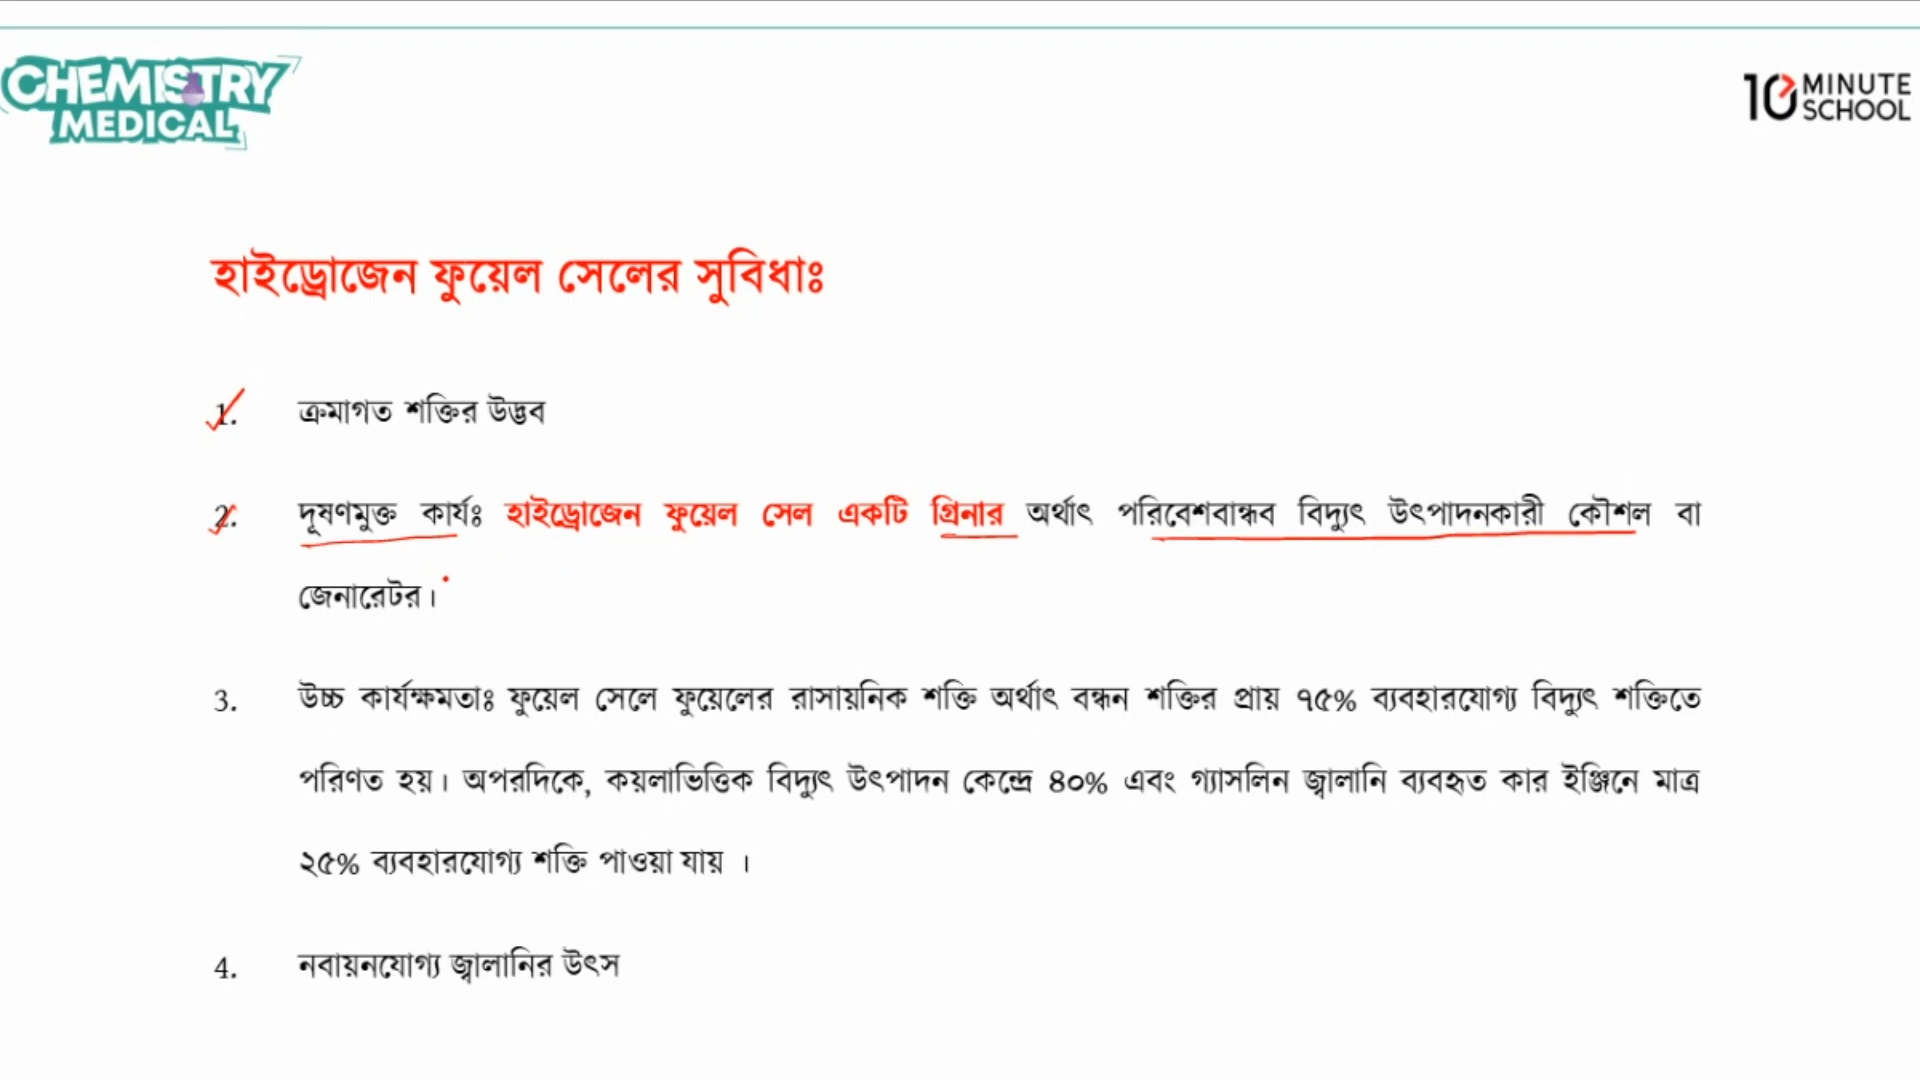 CHEMISTRY
MEDICAL
10 MINUTE
SCHOOL
হাইড্রোজেন ফুয়েল সেলের সুবিধাঃ
1. ক্রমাগত শক্তির উদ্ভব
2. দূষণমুক্ত কার্যঃ হাইড্রোজেন ফুয়েল সেল একটি গ্রিনার অর্থাৎ পরিবেশবান্ধব বিদ্যুৎ উৎপাদনকারী কৌশল বা
জেনারেটর।
3. উচ্চ কার্যক্ষমতাঃ ফুয়েল সেলে ফুয়েলের রাসায়নিক শক্তি অর্থাৎ বন্ধন শক্তির প্রায় ৭৫% ব্যবহারযোগ্য বিদ্যুৎ শক্তিতে
পরিণত হয়। অপরদিকে, কয়লাভিত্তিক বিদ্যুৎ উৎপাদন কেন্দ্রে ৪০% এবং গ্যাসলিন জ্বালানি ব্যবহৃত কার ইঞ্জিনে মাত্র
২৫% ব্যবহারযোগ্য শক্তি পাওয়া যায় ।
4. নবায়নযোগ্য জ্বালানির উৎস